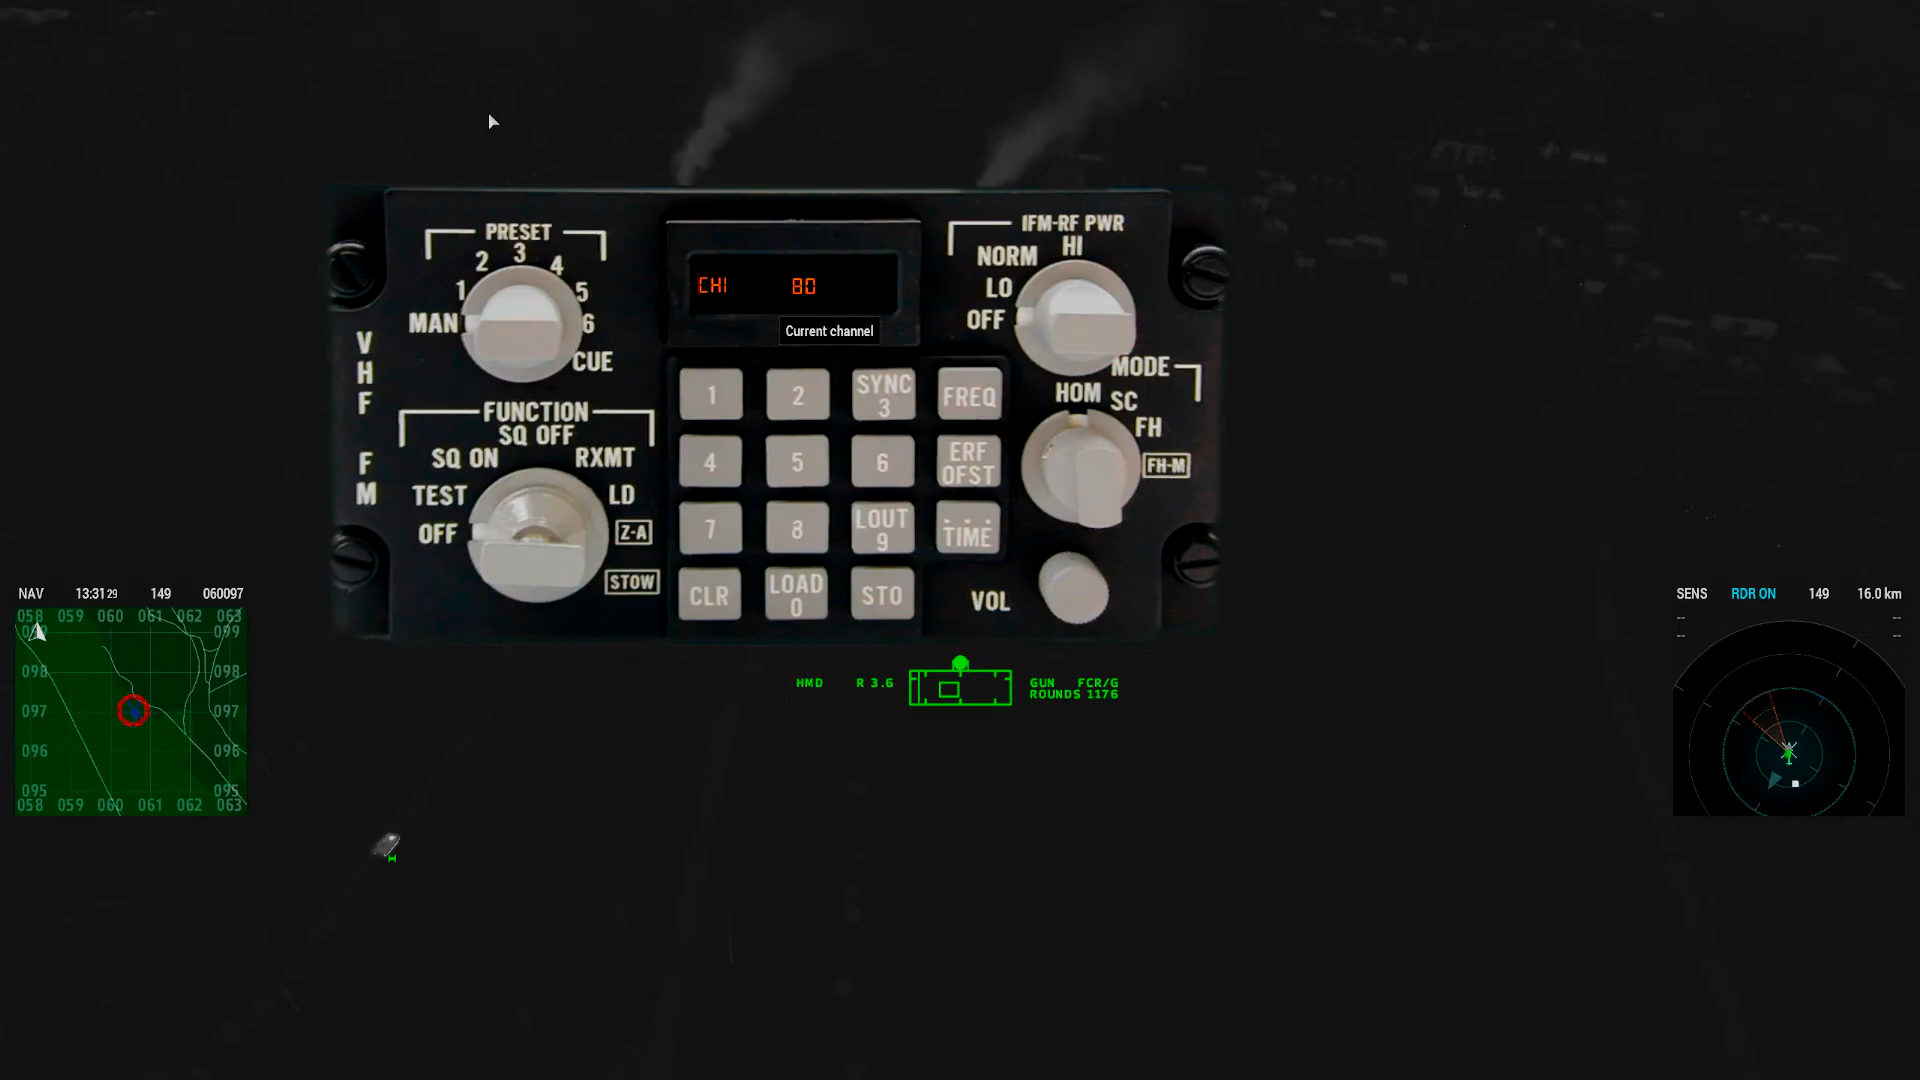 PRESET
1 2 3 4 5 6
MAN
CUE
CH1 80
Current channel
IFM-RF PWR
HI
NORM
LO
OFF
VHF
FM
FUNCTION
SQ OFF
SQ ON
RXMT
TEST
LD
OFF
Z-A
STOW
1 2 SYNC 3 FREQ
4 5 6 ERF OFST
7 8 LOUT 9 TIME
CLR LOAD 0 STO
MODE
HOM
SC
FH
FH-M
VOL
NAV 13:31 29 149 060097
058 059 060 061 062 063
099
098 098
097 097
096 096
095 095
058 059 060 061 062 063
HMD R 3.6
GUN FCR/G
ROUNDS 1176
SENS RDR ON 149 16.0 km
-- --
-- --